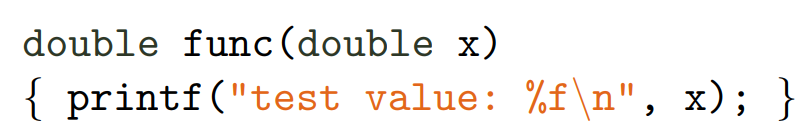 double func(double x)
{ printf("test value: %f\n", x); }